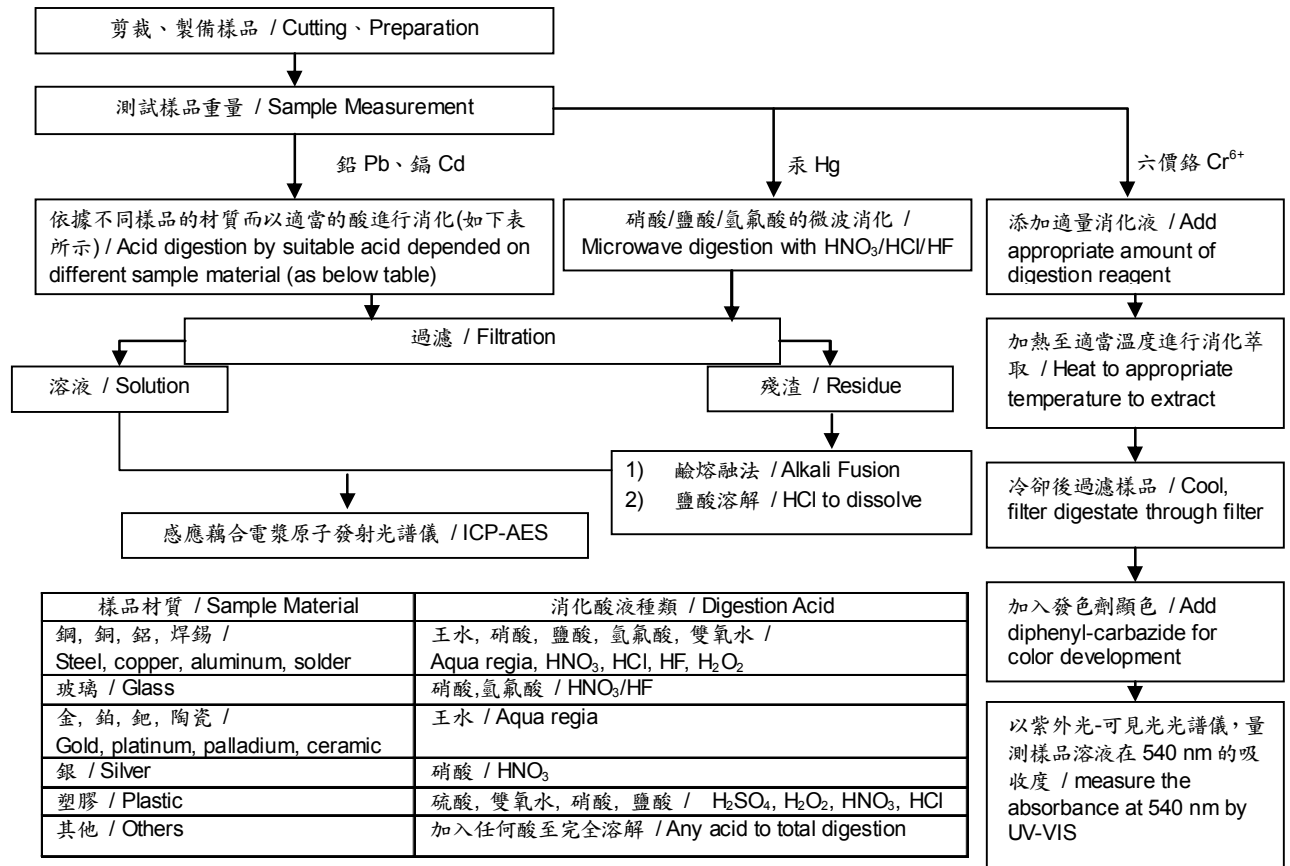 剪裁、製備樣品 / Cutting、Preparation
測試樣品重量 / Sample Measurement
鉛 Pb、鎘 Cd
汞 Hg
六價鉻 Cr⁶⁺
依據不同樣品的材質而以適當的酸進行消化(如下表
所示) / Acid digestion by suitable acid depended on
different sample material (as below table)
硝酸/鹽酸/氫氟酸的微波消化 /
Microwave digestion with HNO₃/HCl/HF
添加適量消化液 / Add
appropriate amount of
digestion reagent
過濾 / Filtration
溶液 / Solution
殘渣 / Residue
加熱至適當溫度進行消化萃
取 / Heat to appropriate
temperature to extract
1) 鹼熔融法 / Alkali Fusion
2) 鹽酸溶解 / HCl to dissolve
感應藕合電漿原子發射光譜儀 / ICP-AES
冷卻後過濾樣品 / Cool,
filter digestate through filter
加入發色劑顯色 / Add
diphenyl-carbazide for
color development
以紫外光-可見光光譜儀，量
測樣品溶液在 540 nm 的吸
收度 / measure the
absorbance at 540 nm by
UV-VIS
樣品材質 / Sample Material
消化酸液種類 / Digestion Acid
鋼, 銅, 鋁, 焊錫 /
Steel, copper, aluminum, solder
王水, 硝酸, 鹽酸, 氫氟酸, 雙氧水 /
Aqua regia, HNO₃, HCl, HF, H₂O₂
玻璃 / Glass
硝酸,氫氟酸 / HNO₃/HF
金, 鉑, 鈀, 陶瓷 /
Gold, platinum, palladium, ceramic
王水 / Aqua regia
銀 / Silver
硝酸 / HNO₃
塑膠 / Plastic
硫酸, 雙氧水, 硝酸, 鹽酸 / H₂SO₄, H₂O₂, HNO₃, HCl
其他 / Others
加入任何酸至完全溶解 / Any acid to total digestion